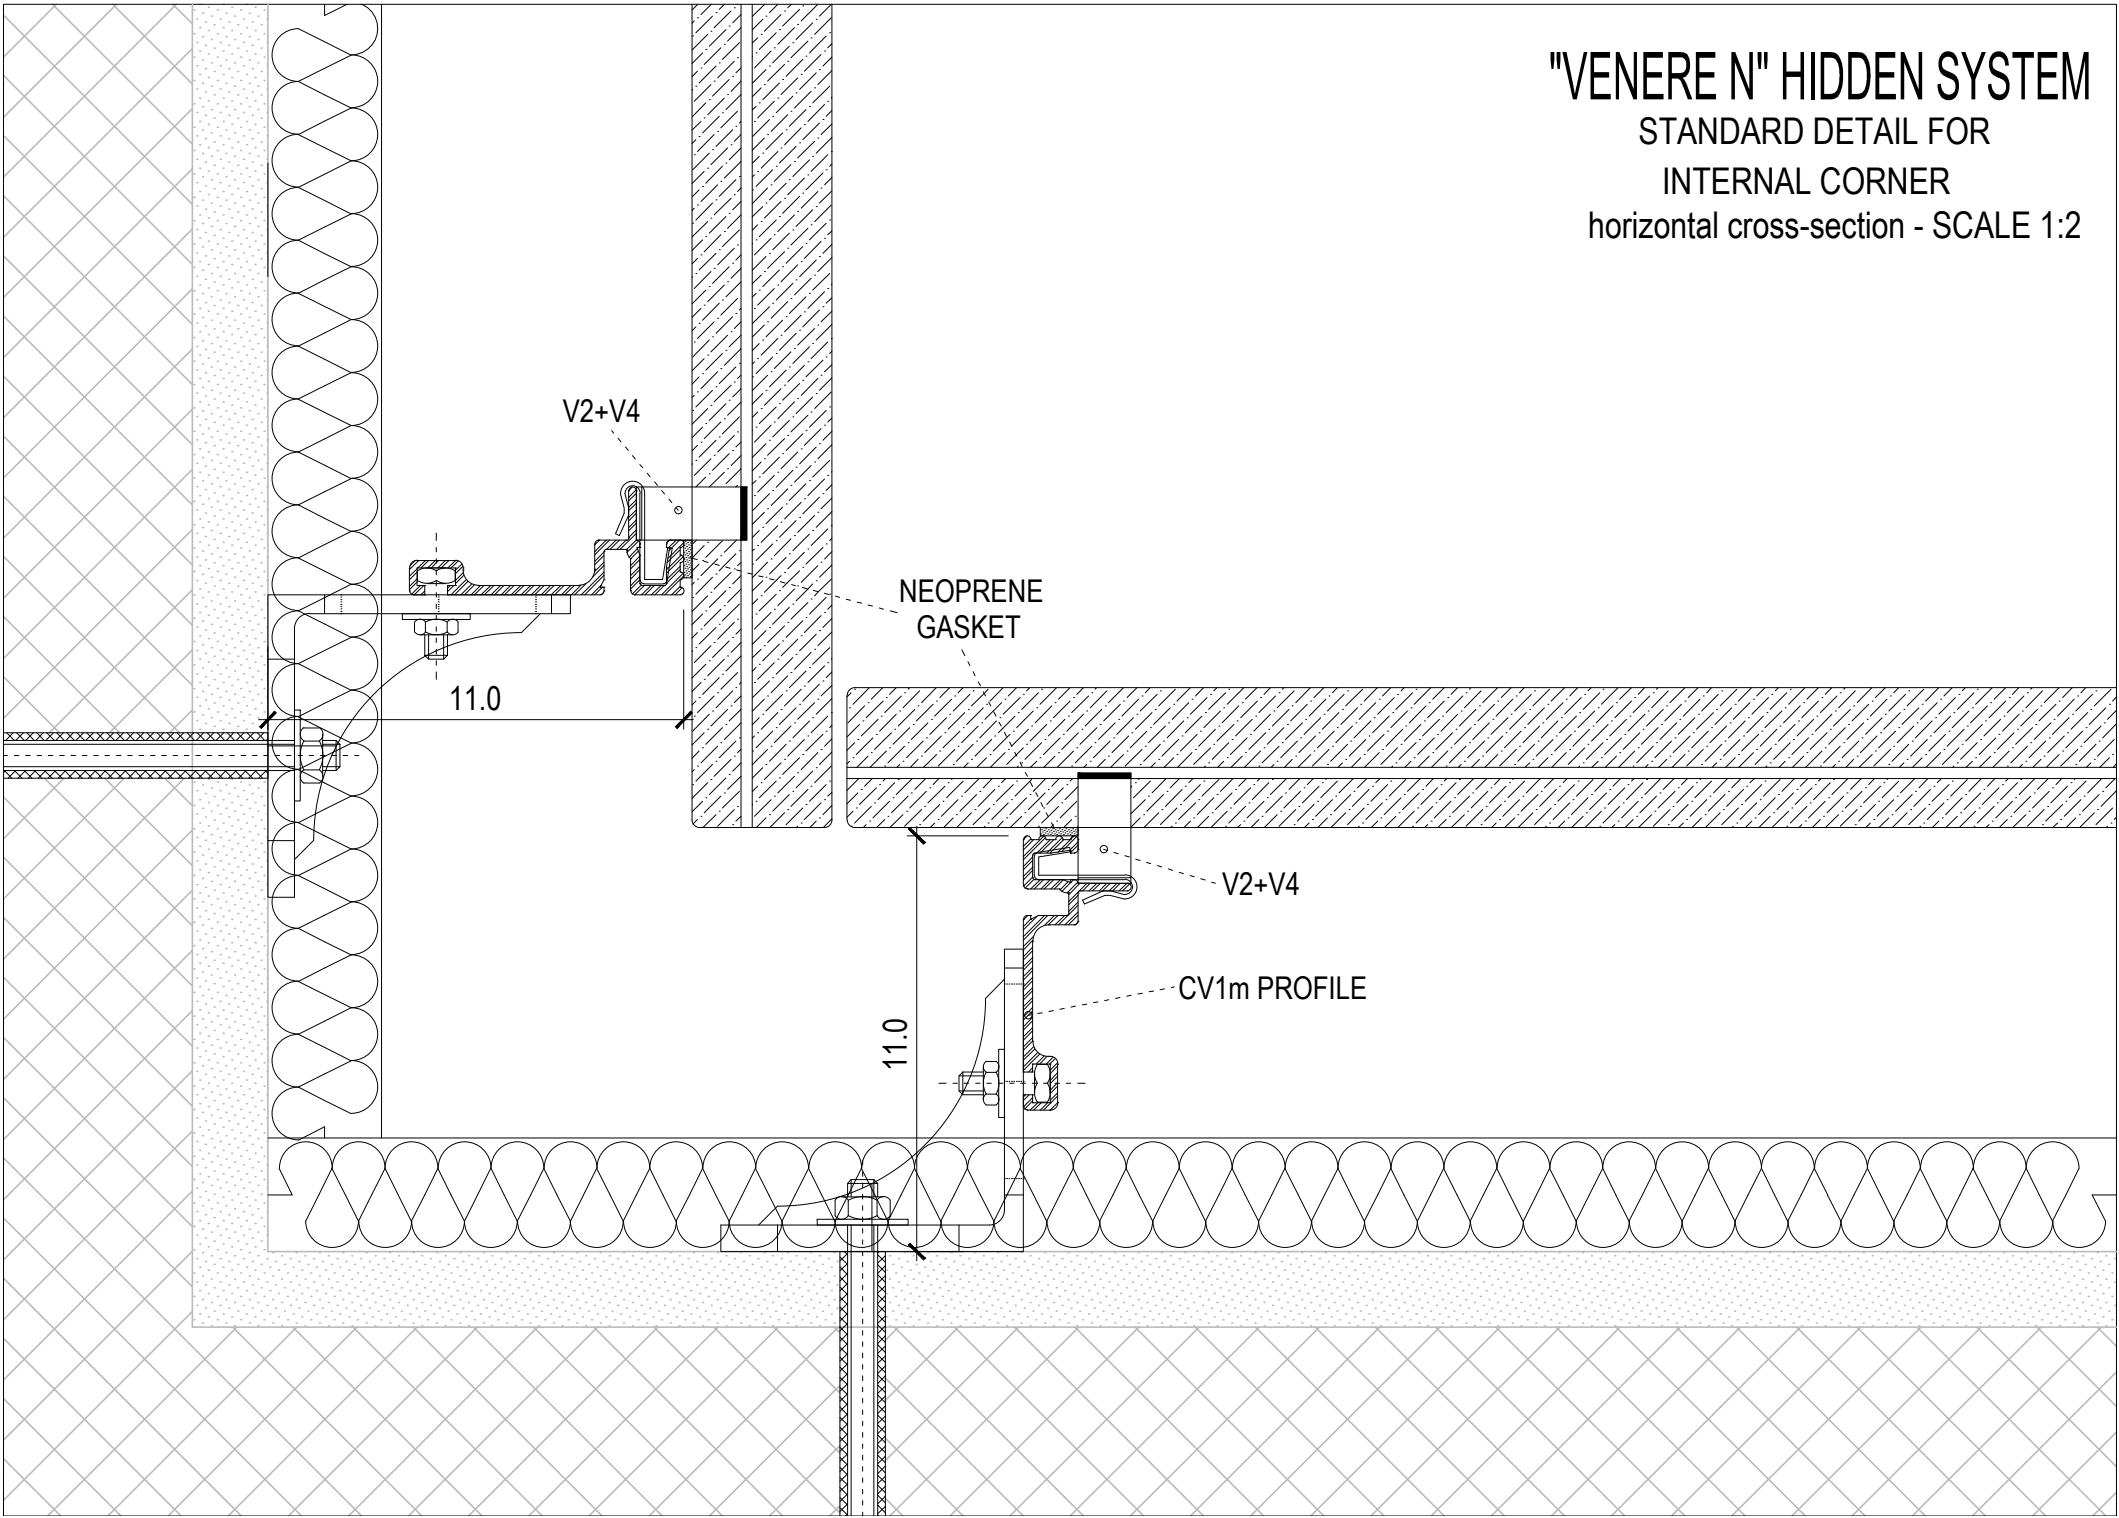 "VENERE N" HIDDEN SYSTEM
STANDARD DETAIL FOR
INTERNAL CORNER
horizontal cross-section - SCALE 1:2
V2+V4
NEOPRENE
GASKET
11.0
V2+V4
CV1m PROFILE
11.0